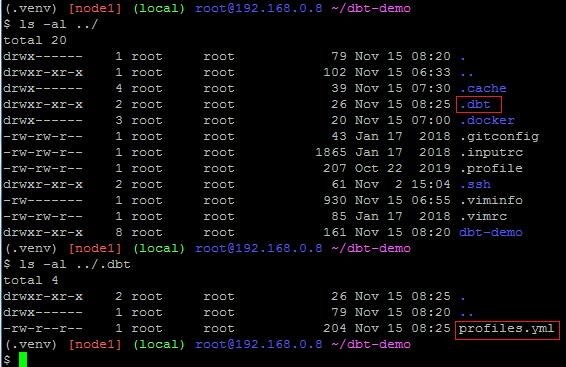 (.venv) [node1] (local) root@192.168.0.8 ~/dbt-demo
$ ls -al ../
total 20
drwx------ 1 root root 79 Nov 15 08:20 .
drwxr-xr-x 1 root root 102 Nov 15 06:33 ..
drwx------ 4 root root 39 Nov 15 07:30 .cache
drwxr-xr-x 2 root root 26 Nov 15 08:25 .dbt
drwx------ 3 root root 20 Nov 15 07:00 .docker
-rw-rw-r-- 1 root root 43 Jan 17 2018 .gitconfig
-rw-rw-r-- 1 root root 1865 Jan 17 2018 .inputrc
-rw-rw-r-- 1 root root 207 Oct 22 2019 .profile
drwxr-xr-x 2 root root 61 Nov 2 15:04 .ssh
-rw------- 1 root root 930 Nov 15 06:55 .viminfo
-rw-rw-r-- 1 root root 85 Jan 17 2018 .vimrc
drwxr-xr-x 8 root root 161 Nov 15 08:20 dbt-demo
(.venv) [node1] (local) root@192.168.0.8 ~/dbt-demo
$ ls -al ../.dbt
total 4
drwxr-xr-x 2 root root 26 Nov 15 08:25 .
drwx------ 1 root root 79 Nov 15 08:20 ..
-rw-r--r-- 1 root root 204 Nov 15 08:25 profiles.yml
(.venv) [node1] (local) root@192.168.0.8 ~/dbt-demo
$